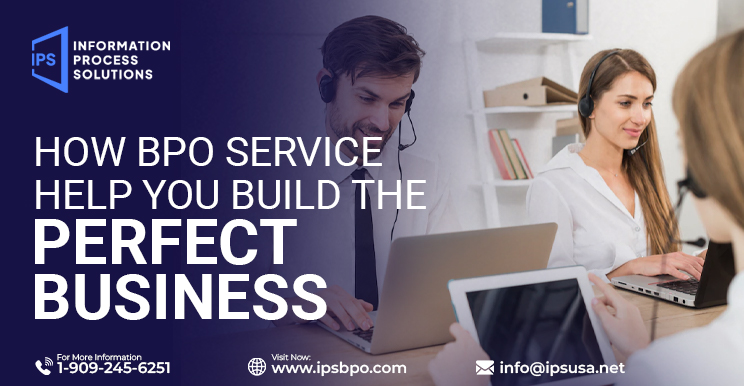 IPS
INFORMATION
PROCESS
SOLUTIONS
HOW BPO SERVICE
HELP YOU BUILD THE
PERFECT
BUSINESS
For More Information
1-909-245-6251
Visit Now:
www.ipsbpo.com
info@ipsusa.net